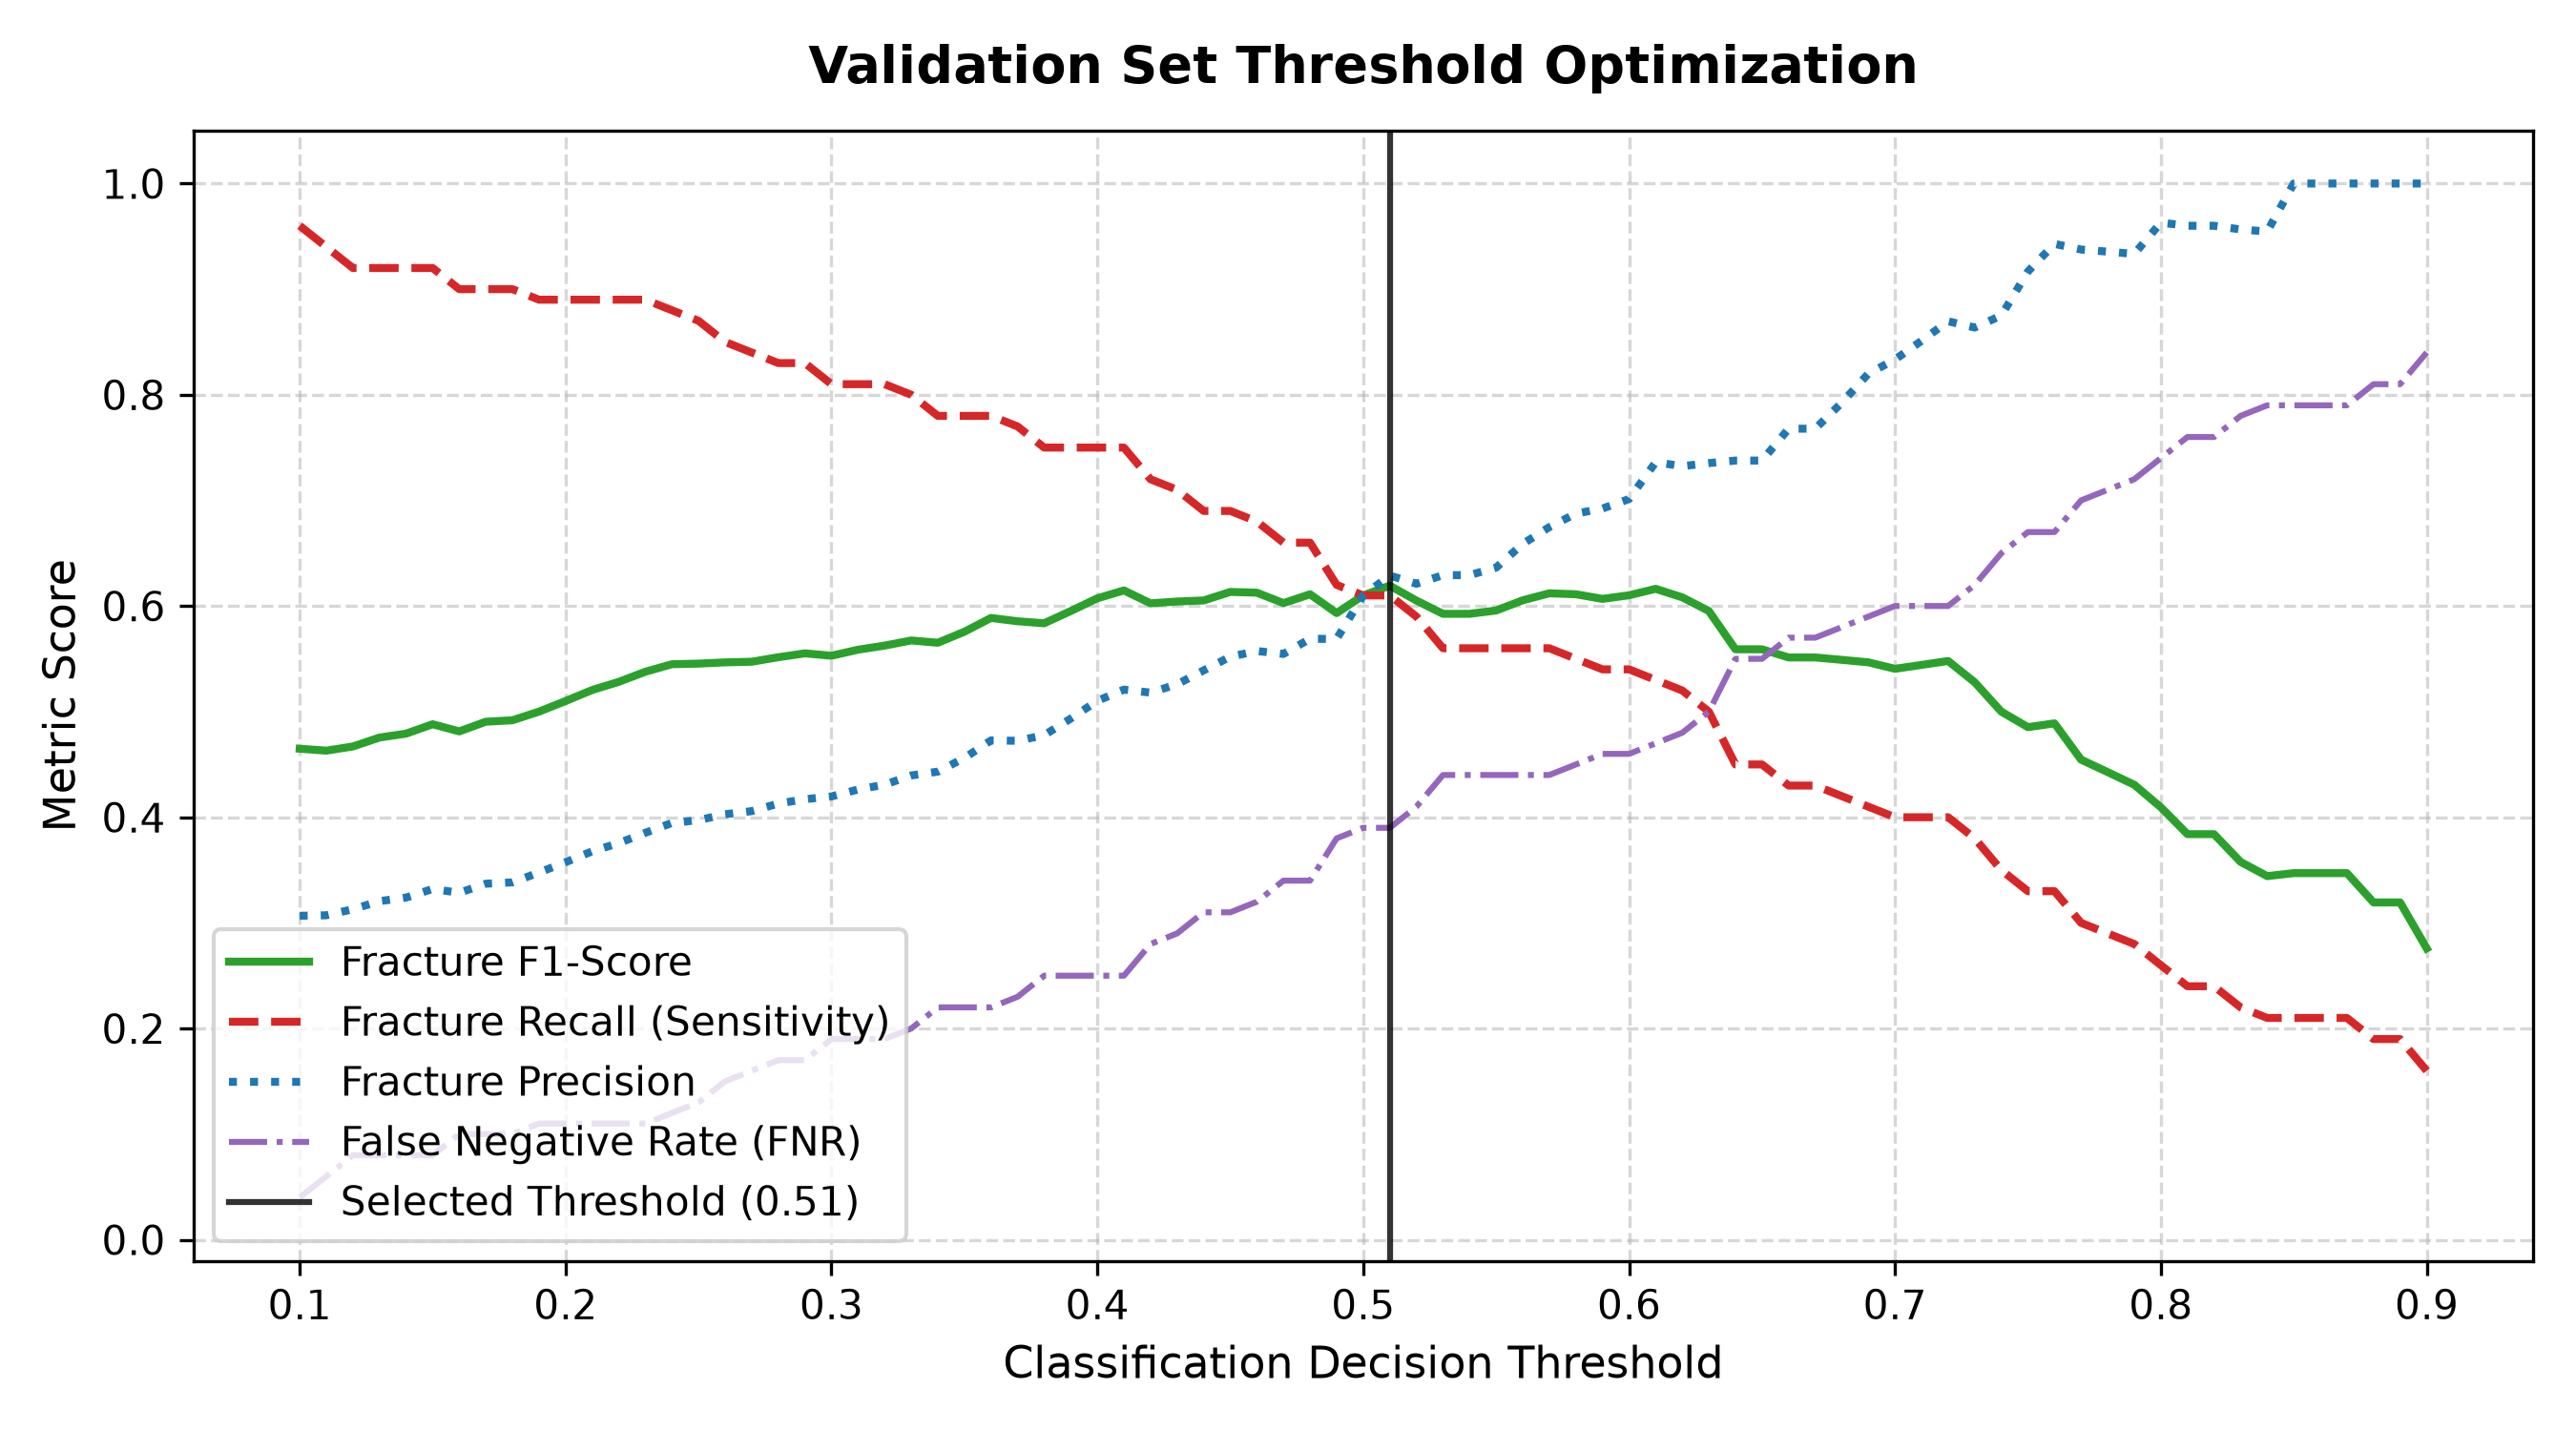 Validation Set Threshold Optimization
Metric Score
1.0
0.8
0.6
0.4
0.2
0.0
Fracture F1-Score
Fracture Recall (Sensitivity)
Fracture Precision
False Negative Rate (FNR)
Selected Threshold (0.51)
0.1 0.2 0.3 0.4 0.5 0.6 0.7 0.8 0.9
Classification Decision Threshold